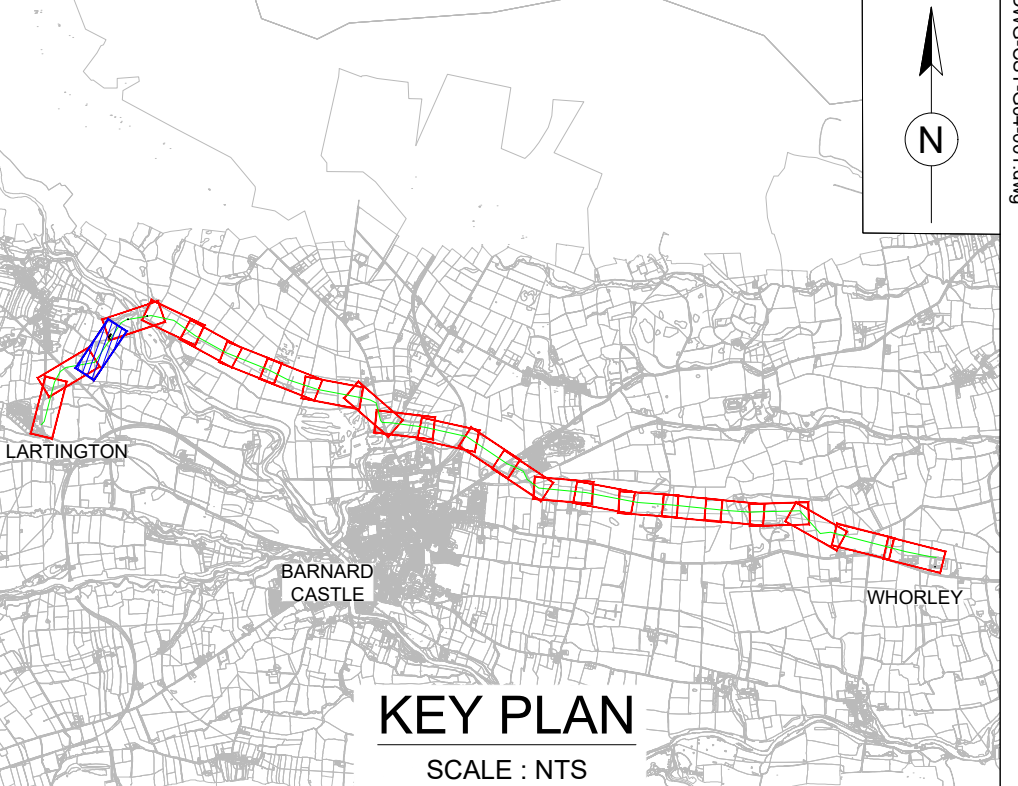 N
LARTINGTON
BARNARD
CASTLE
WHORLEY
KEY PLAN
SCALE : NTS